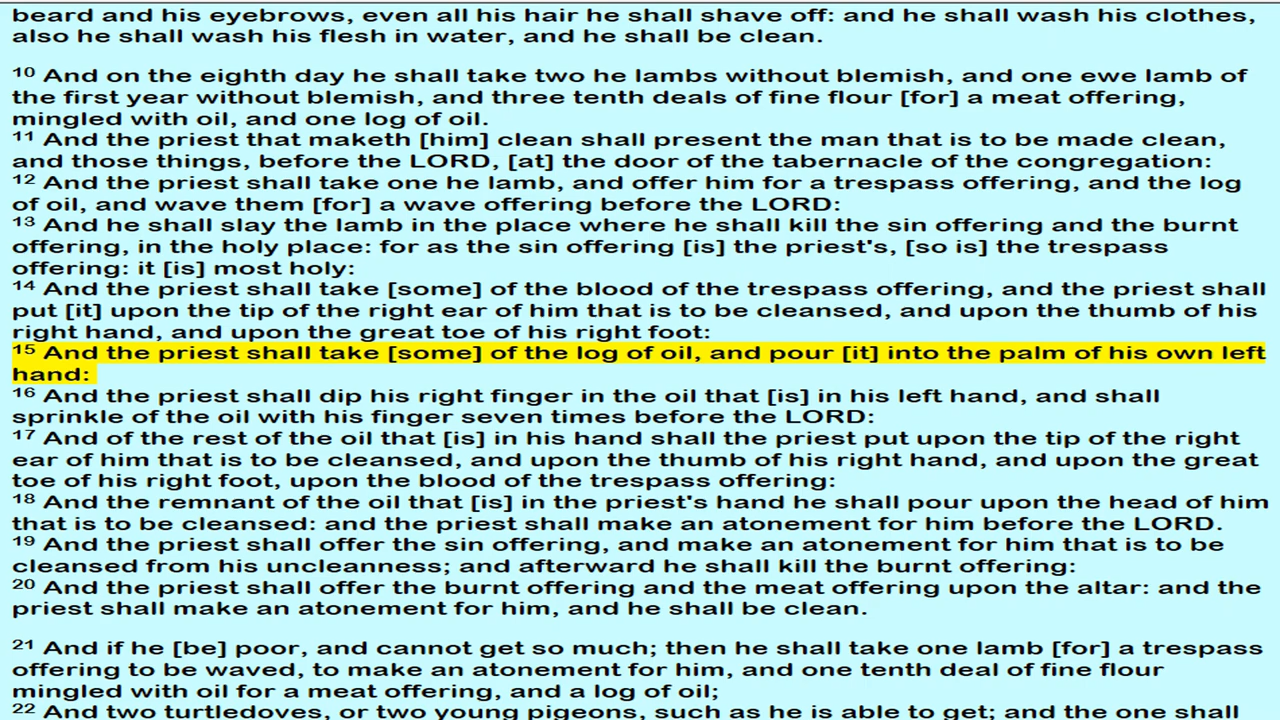 beard and his eyebrows, even all his hair he shall shave off: and he shall wash his clothes,
also he shall wash his flesh in water, and he shall be clean.
10 And on the eighth day he shall take two he lambs without blemish, and one ewe lamb of
the first year without blemish, and three tenth deals of fine flour [for] a meat offering,
mingled with oil, and one log of oil.
11 And the priest that maketh [him] clean shall present the man that is to be made clean,
and those things, before the LORD, [at] the door of the tabernacle of the congregation:
12 And the priest shall take one he lamb, and offer him for a trespass offering, and the log
of oil, and wave them [for] a wave offering before the LORD:
13 And he shall slay the lamb in the place where he shall kill the sin offering and the burnt
offering, in the holy place: for as the sin offering [is] the priest's, [so is] the trespass
offering: it [is] most holy:
14 And the priest shall take [some] of the blood of the trespass offering, and the priest shall
put [it] upon the tip of the right ear of him that is to be cleansed, and upon the thumb of his
right hand, and upon the great toe of his right foot:
15 And the priest shall take [some] of the log of oil, and pour [it] into the palm of his own left
hand:
16 And the priest shall dip his right finger in the oil that [is] in his left hand, and shall
sprinkle of the oil with his finger seven times before the LORD:
17 And of the rest of the oil that [is] in his hand shall the priest put upon the tip of the right
ear of him that is to be cleansed, and upon the thumb of his right hand, and upon the great
toe of his right foot, upon the blood of the trespass offering:
18 And the remnant of the oil that [is] in the priest's hand he shall pour upon the head of him
that is to be cleansed: and the priest shall make an atonement for him before the LORD.
19 And the priest shall offer the sin offering, and make an atonement for him that is to be
cleansed from his uncleanness; and afterward he shall kill the burnt offering:
20 And the priest shall offer the burnt offering and the meat offering upon the altar: and the
priest shall make an atonement for him, and he shall be clean.
21 And if he [be] poor, and cannot get so much; then he shall take one lamb [for] a trespass
offering to be waved, to make an atonement for him, and one tenth deal of fine flour
mingled with oil for a meat offering, and a log of oil;
22 And two turtledoves, or two young pigeons, such as he is able to get; and the one shall